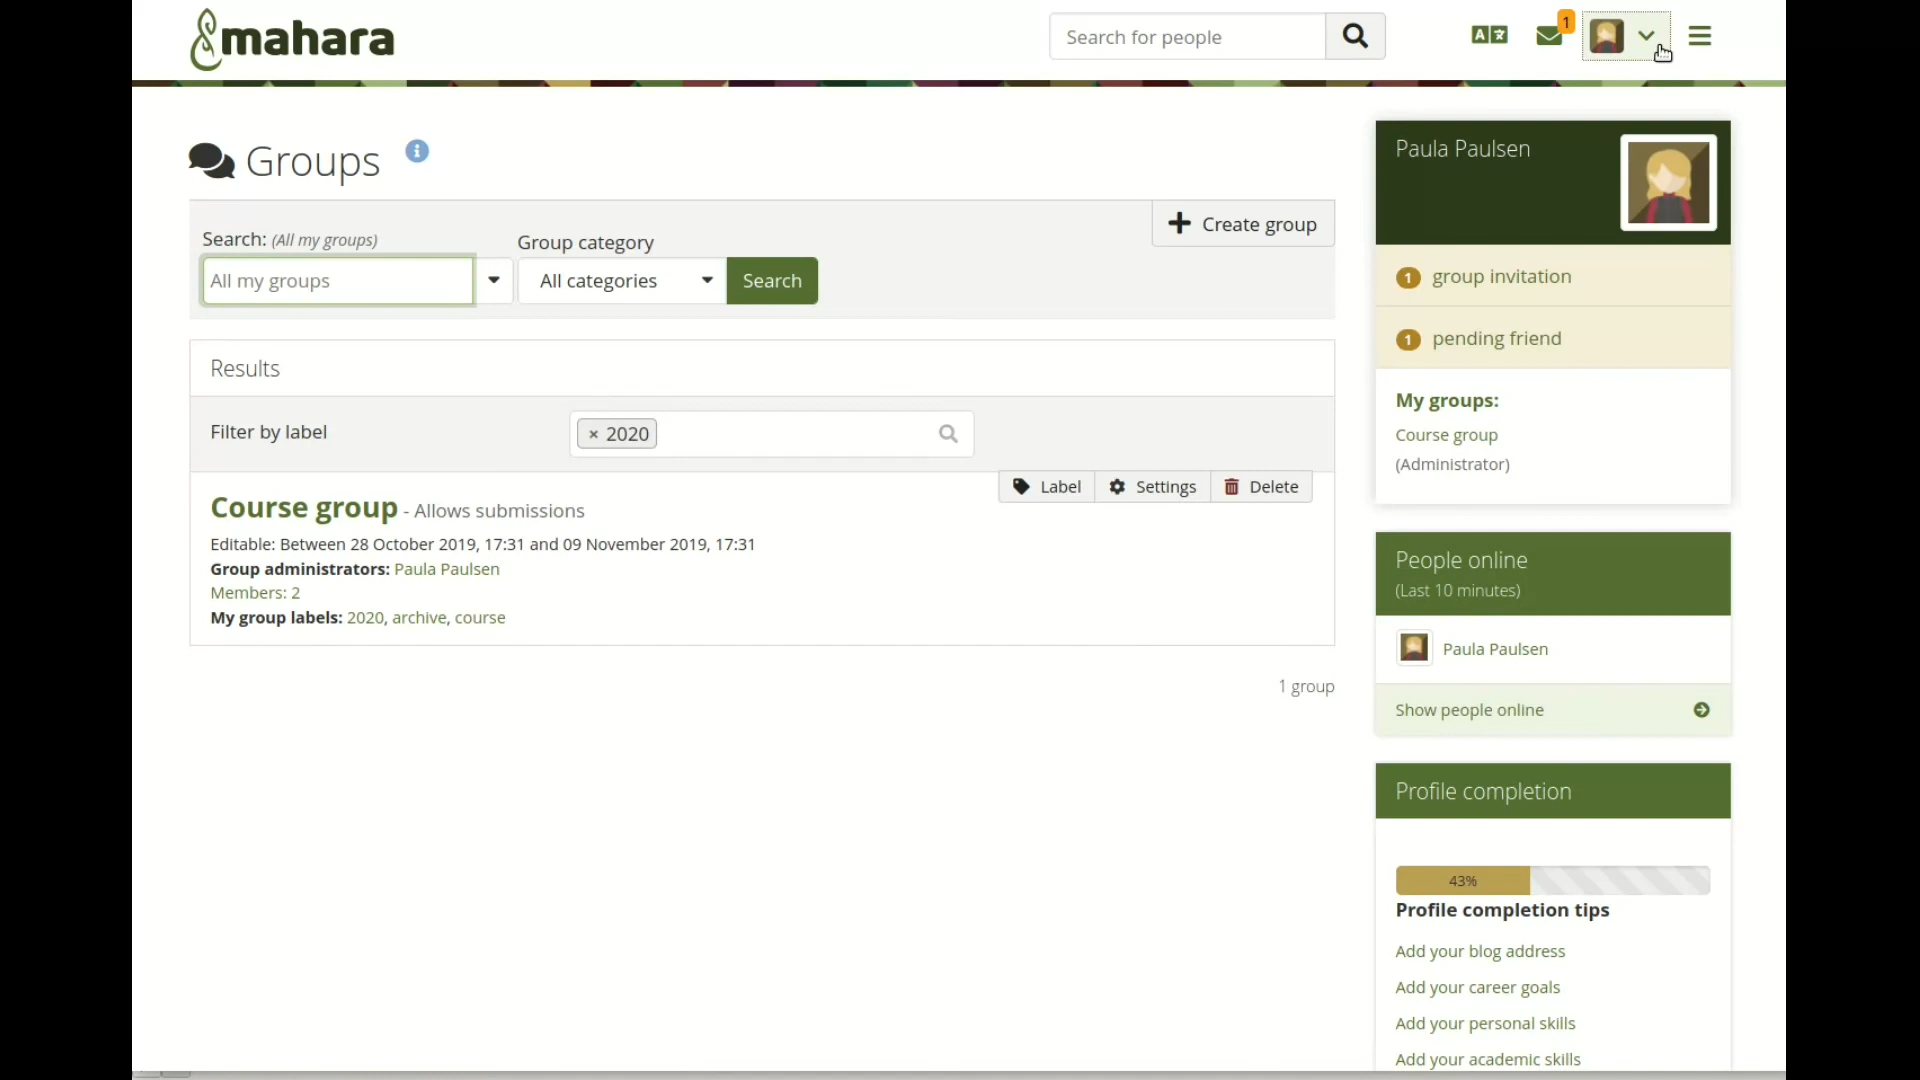 mahara
Search for people
A
1
Groups
Search: (All my groups)
Group category
Create group
All my groups
All categories
Search
Results
Filter by label
× 2020
Label
Settings
Delete
Course group - Allows submissions
Editable: Between 28 October 2019, 17:31 and 09 November 2019, 17:31
Group administrators: Paula Paulsen
Members: 2
My group labels: 2020, archive, course
1 group
Paula Paulsen
1 group invitation
1 pending friend
My groups:
Course group
(Administrator)
People online
(Last 10 minutes)
Paula Paulsen
Show people online
Profile completion
43%
Profile completion tips
Add your blog address
Add your career goals
Add your personal skills
Add your academic skills